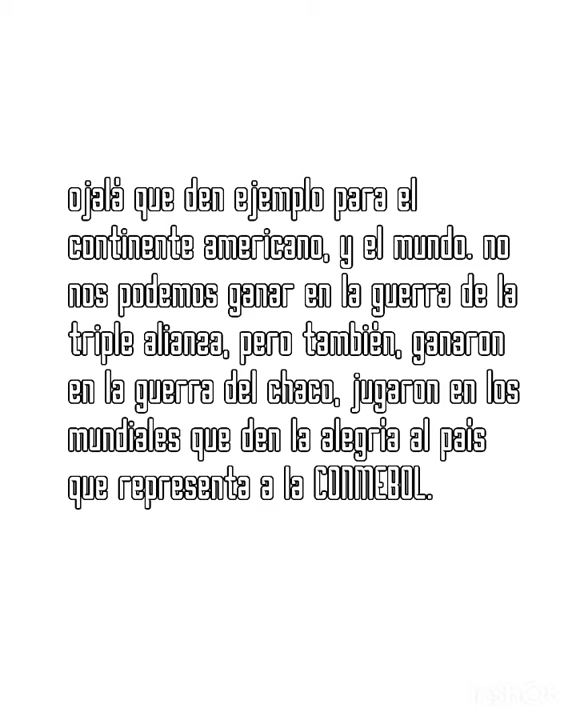 ojalá que den ejemplo para el
continente americano, y el mundo. no
nos podemos ganar en la guerra de la
triple alianza, pero también, ganaron
en la guerra del chaco, jugaron en los
mundiales que den la alegria al pais
que representa a la CONMEBOL.